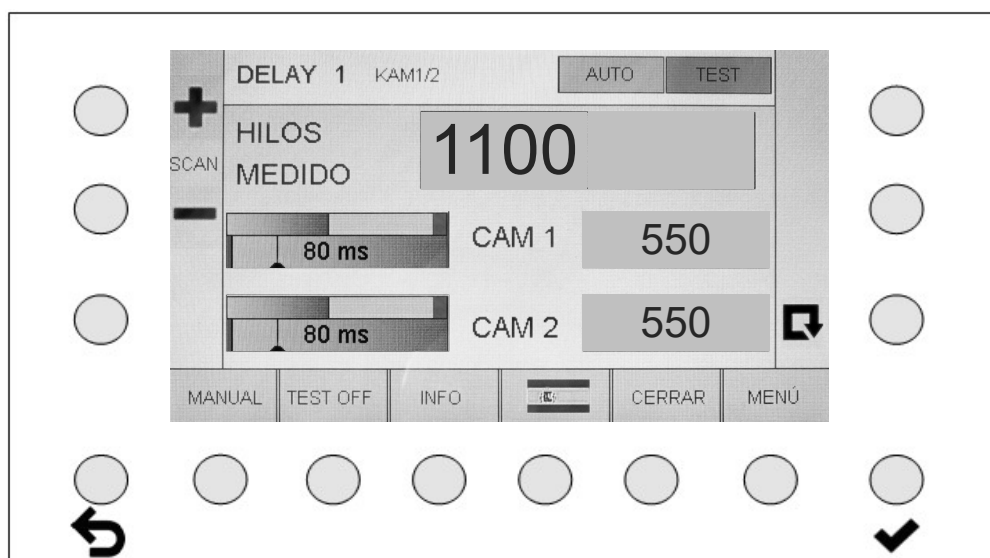 DELAY 1 KAM1/2 AUTO TEST
SCAN
HILOS
MEDIDO
1100
80 ms CAM 1 550
80 ms CAM 2 550
MANUAL TEST OFF INFO CERRAR MENÚ